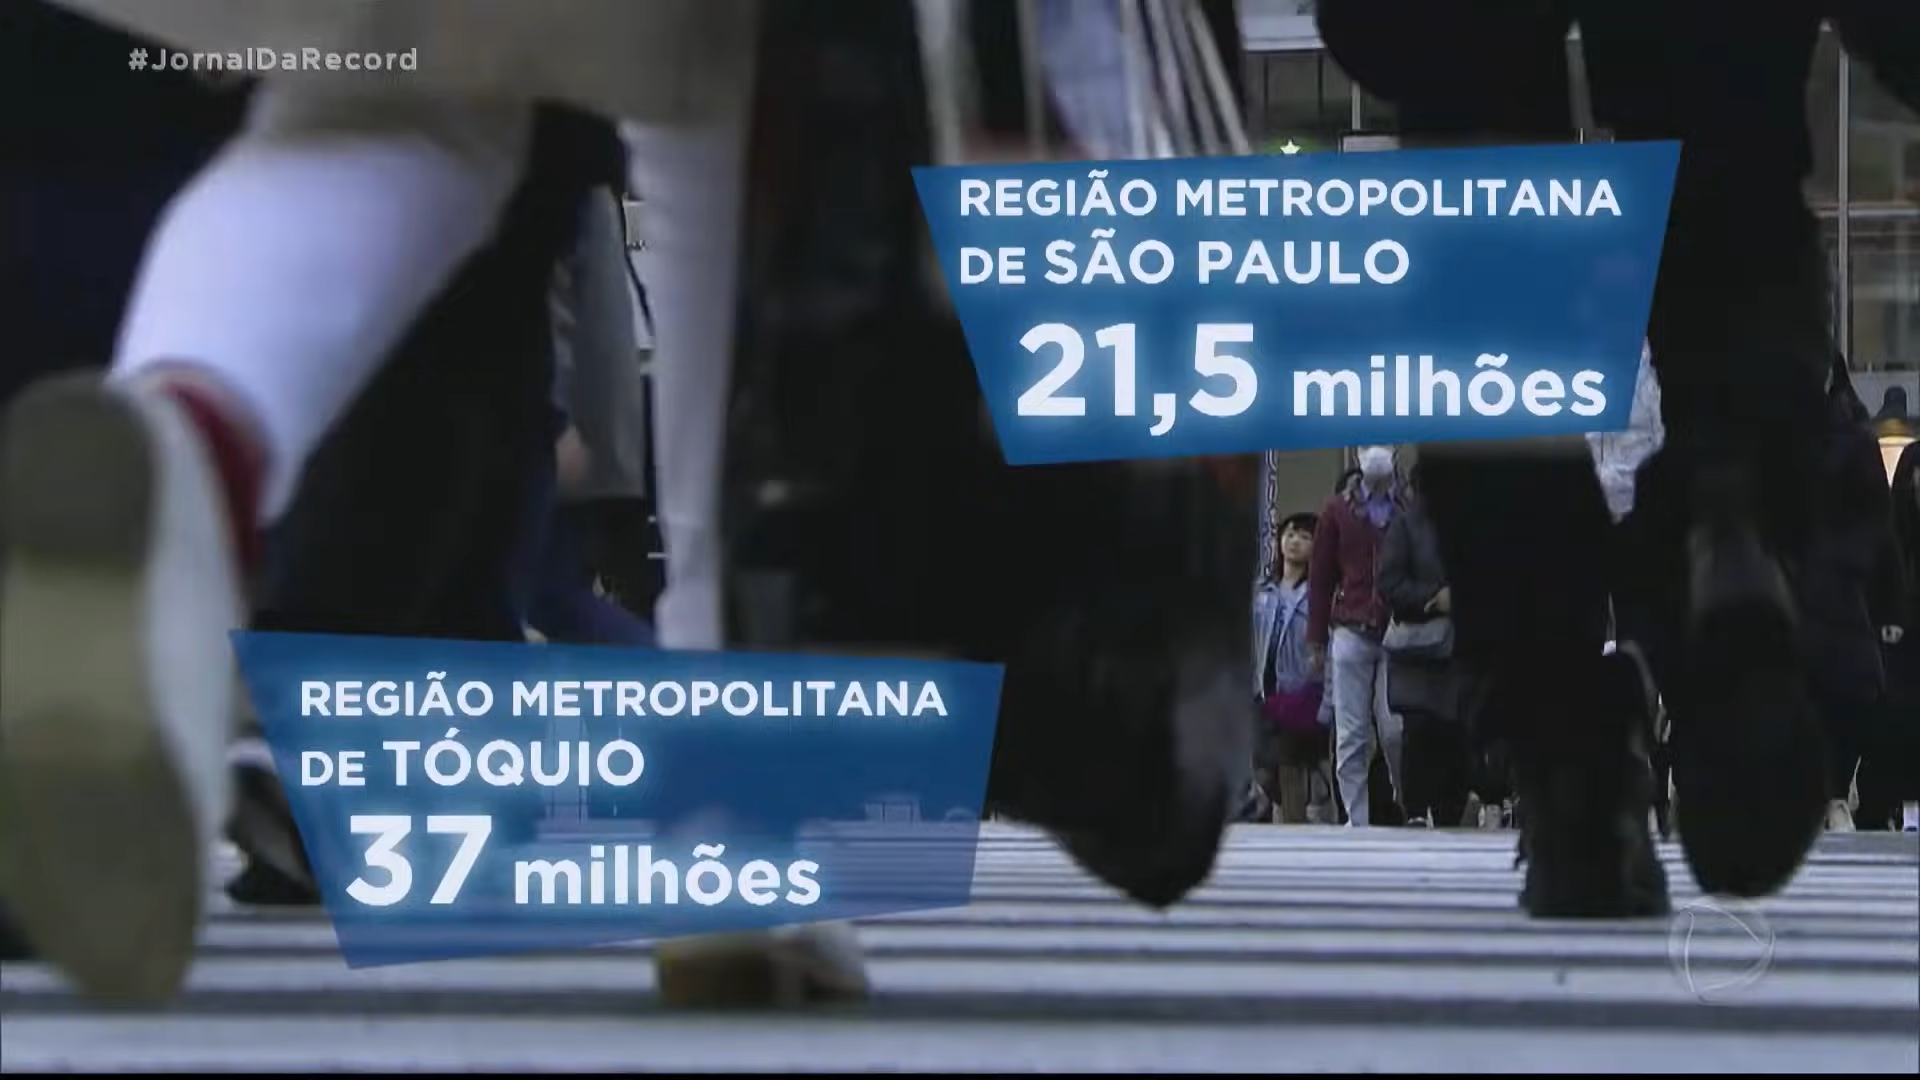 #JornalDaRecord
REGIÃO METROPOLITANA
DE SÃO PAULO
21,5 milhões
REGIÃO METROPOLITANA
DE TÓQUIO
37 milhões